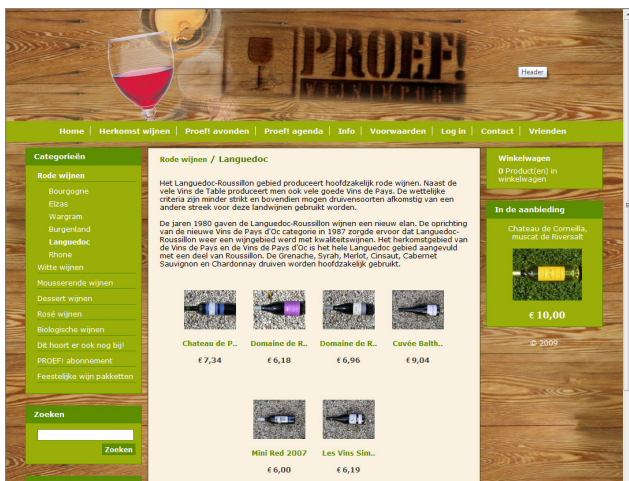 PROEF!
WIJNIMPORT
Header
Home | Herkomst wijnen | Proef! avonden | Proef! agenda | Info | Voorwaarden | Log in | Contact | Vrienden
Categorieën
Rode wijnen
Bourgogne
Elzas
Wargram
Burgenland
Languedoc
Rhone
Witte wijnen
Mousserende wijnen
Dessert wijnen
Rosé wijnen
Biologische wijnen
Dit hoort er ook nog bij!
PROEF! abonnement
Feestelijke wijn pakketten
Zoeken
Zoeken
Rode wijnen / Languedoc
Het Languedoc-Roussillon gebied produceert hoofdzakelijk rode wijnen. Naast de
vele Vins de Table produceert men ook vele goede Vins de Pays. De wettelijke
criteria zijn minder strikt en bovendien mogen druivensoorten afkomstig van een
andere streek voor deze landwijnen gebruikt worden.
De jaren 1980 gaven de Languedoc-Roussillon wijnen een nieuw elan. De oprichting
van de nieuwe Vins de Pays d'Oc categorie in 1987 zorgde ervoor dat Languedoc-
Roussillon weer een wijngebied werd met kwaliteitswijnen. Het herkomstgebied van
de Vins de Pays en de Vins de Pays d'Oc is het hele Languedoc gebied aangevuld
met een deel van Roussillon. De Grenache, Syrah, Merlot, Cinsaut, Cabernet
Sauvignon en Chardonnay druiven worden hoofdzakelijk gebruikt.
Chateau de P.. Domaine de R.. Domaine de R.. Cuvée Balth..
€ 7,34 € 6,18 € 6,96 € 9,04
Mini Red 2007 Les Vins Sim..
€ 6,00 € 6,19
Winkelwagen
0 Product(en) in
winkelwagen
In de aanbieding
Chateau de Corneilla,
muscat de Riversalt
€ 10,00
© 2009